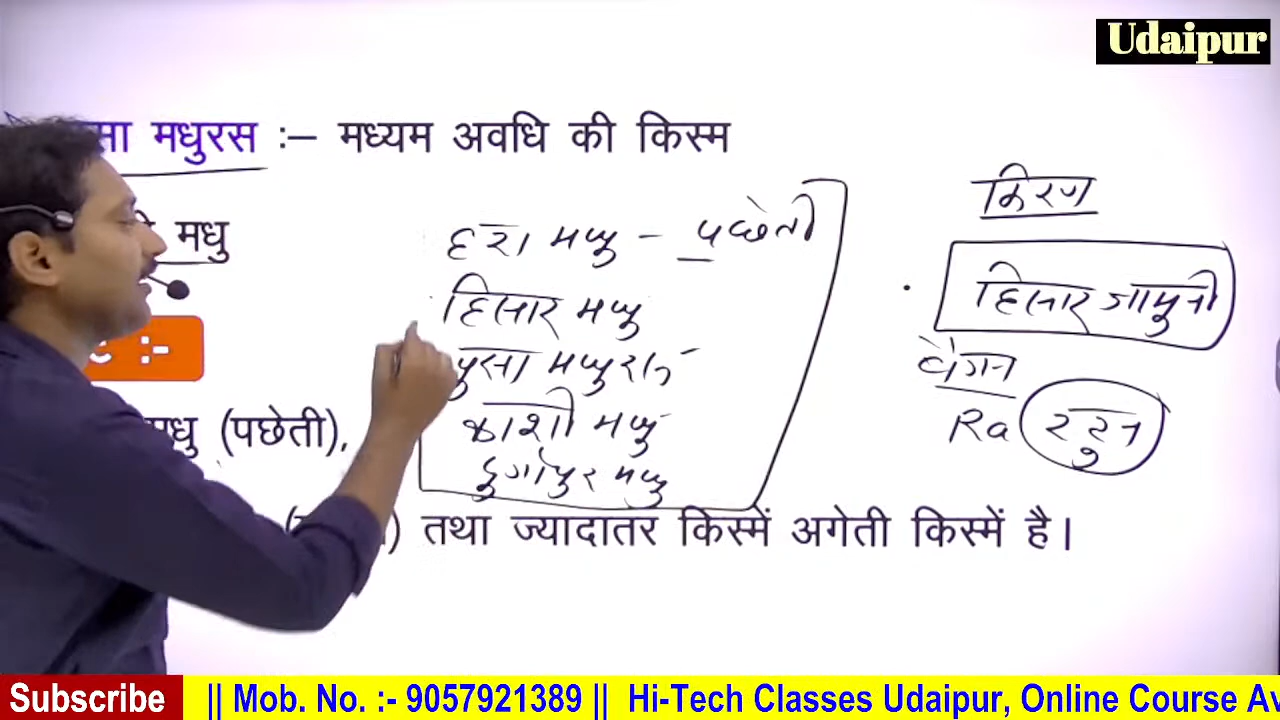 Udaipur
मधुरस :– मध्यम अवधि की किस्म
मधु
हरा मधु – पछेती
हिसार मधु
पुसा मधुरस
काशी मधु
दुर्गापुर मधु
किरण
हिसार जामुनी
बैंगन
Ra
:-
मधु (पछेती),
तथा ज्यादातर किस्में अगेती किस्में है।
Subscribe || Mob. No. :- 9057921389 || Hi-Tech Classes Udaipur, Online Course Av